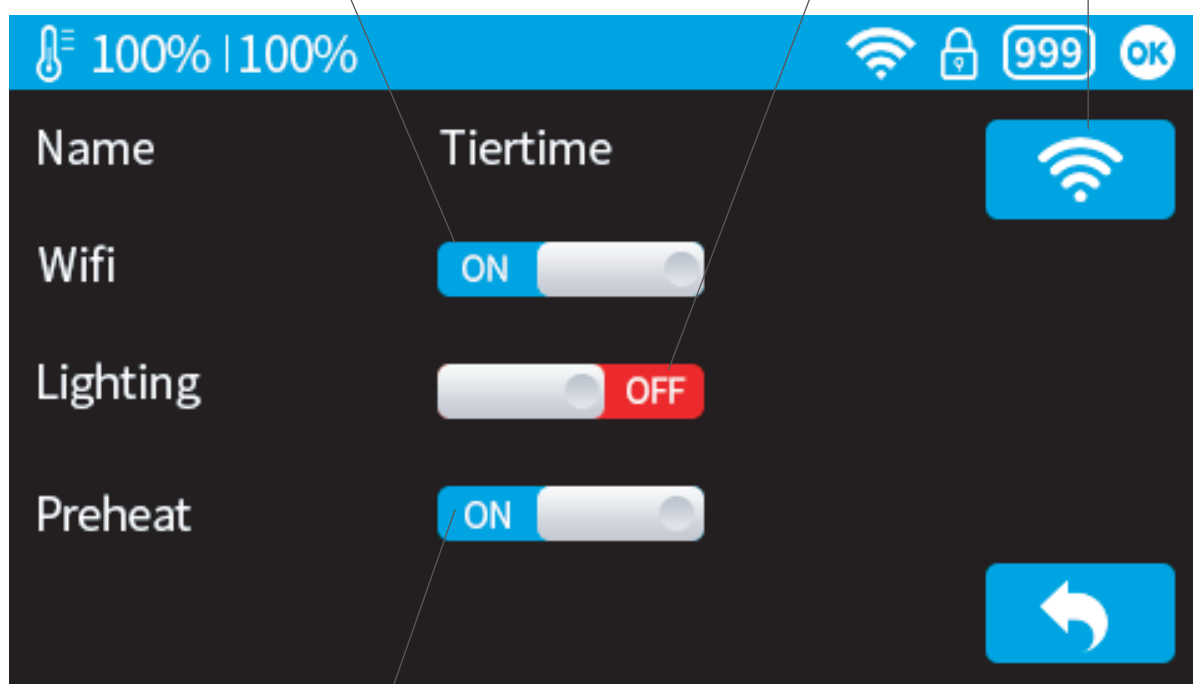 100% | 100% 999 OK
Name Tiertime
Wifi ON
Lighting OFF
Preheat ON